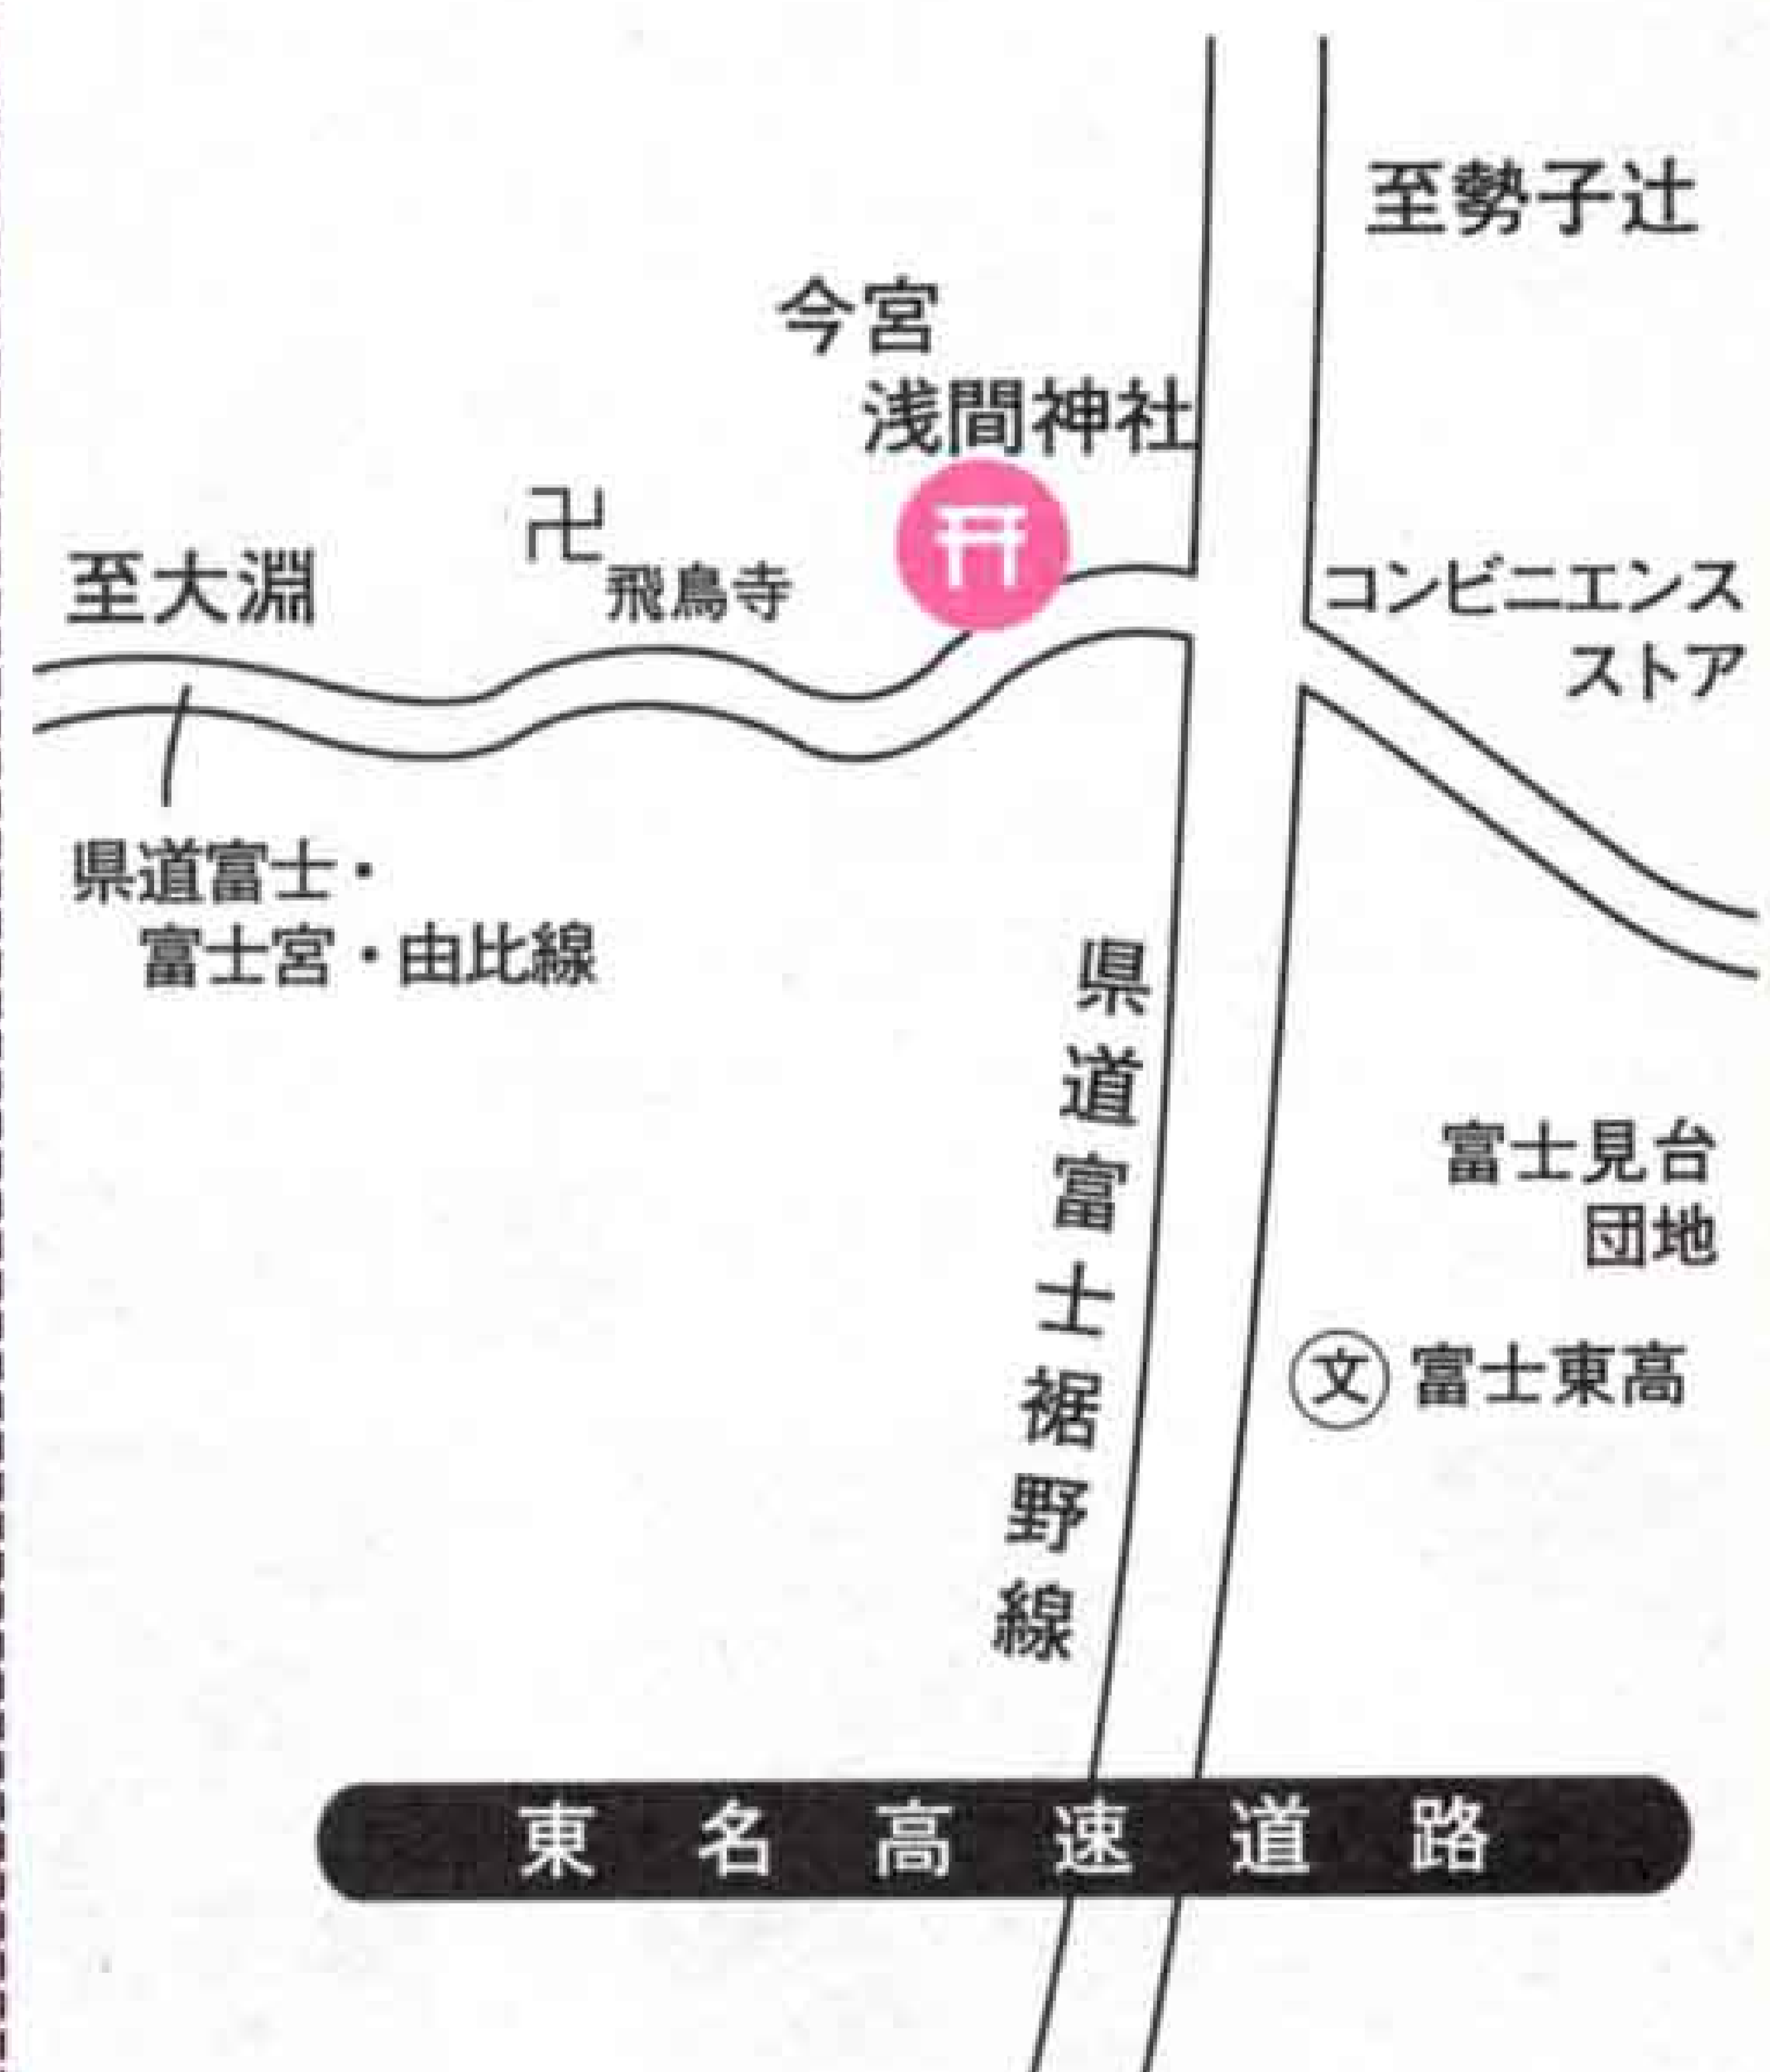 至勢子辻
今宮
浅間神社
卍
飛鳥寺
至大淵
コンビニエンス
ストア
県道富士・
富士宮・由比線
県道富士裾野線
富士見台
団地
文 富士東高
東名高速道路